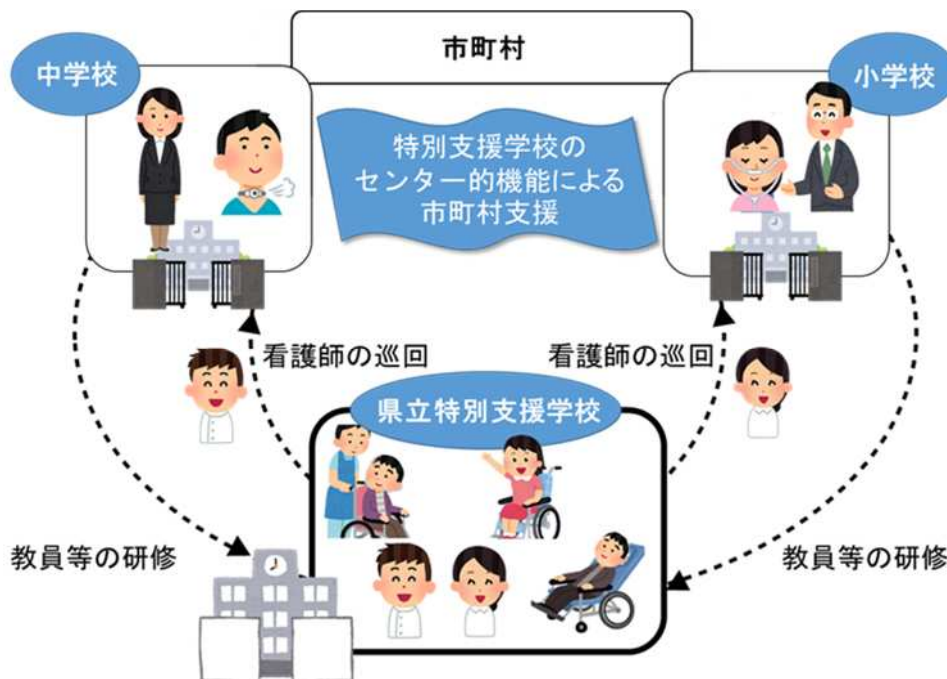 市町村
中学校
小学校
特別支援学校の
センター的機能による
市町村支援
看護師の巡回
看護師の巡回
県立特別支援学校
教員等の研修
教員等の研修